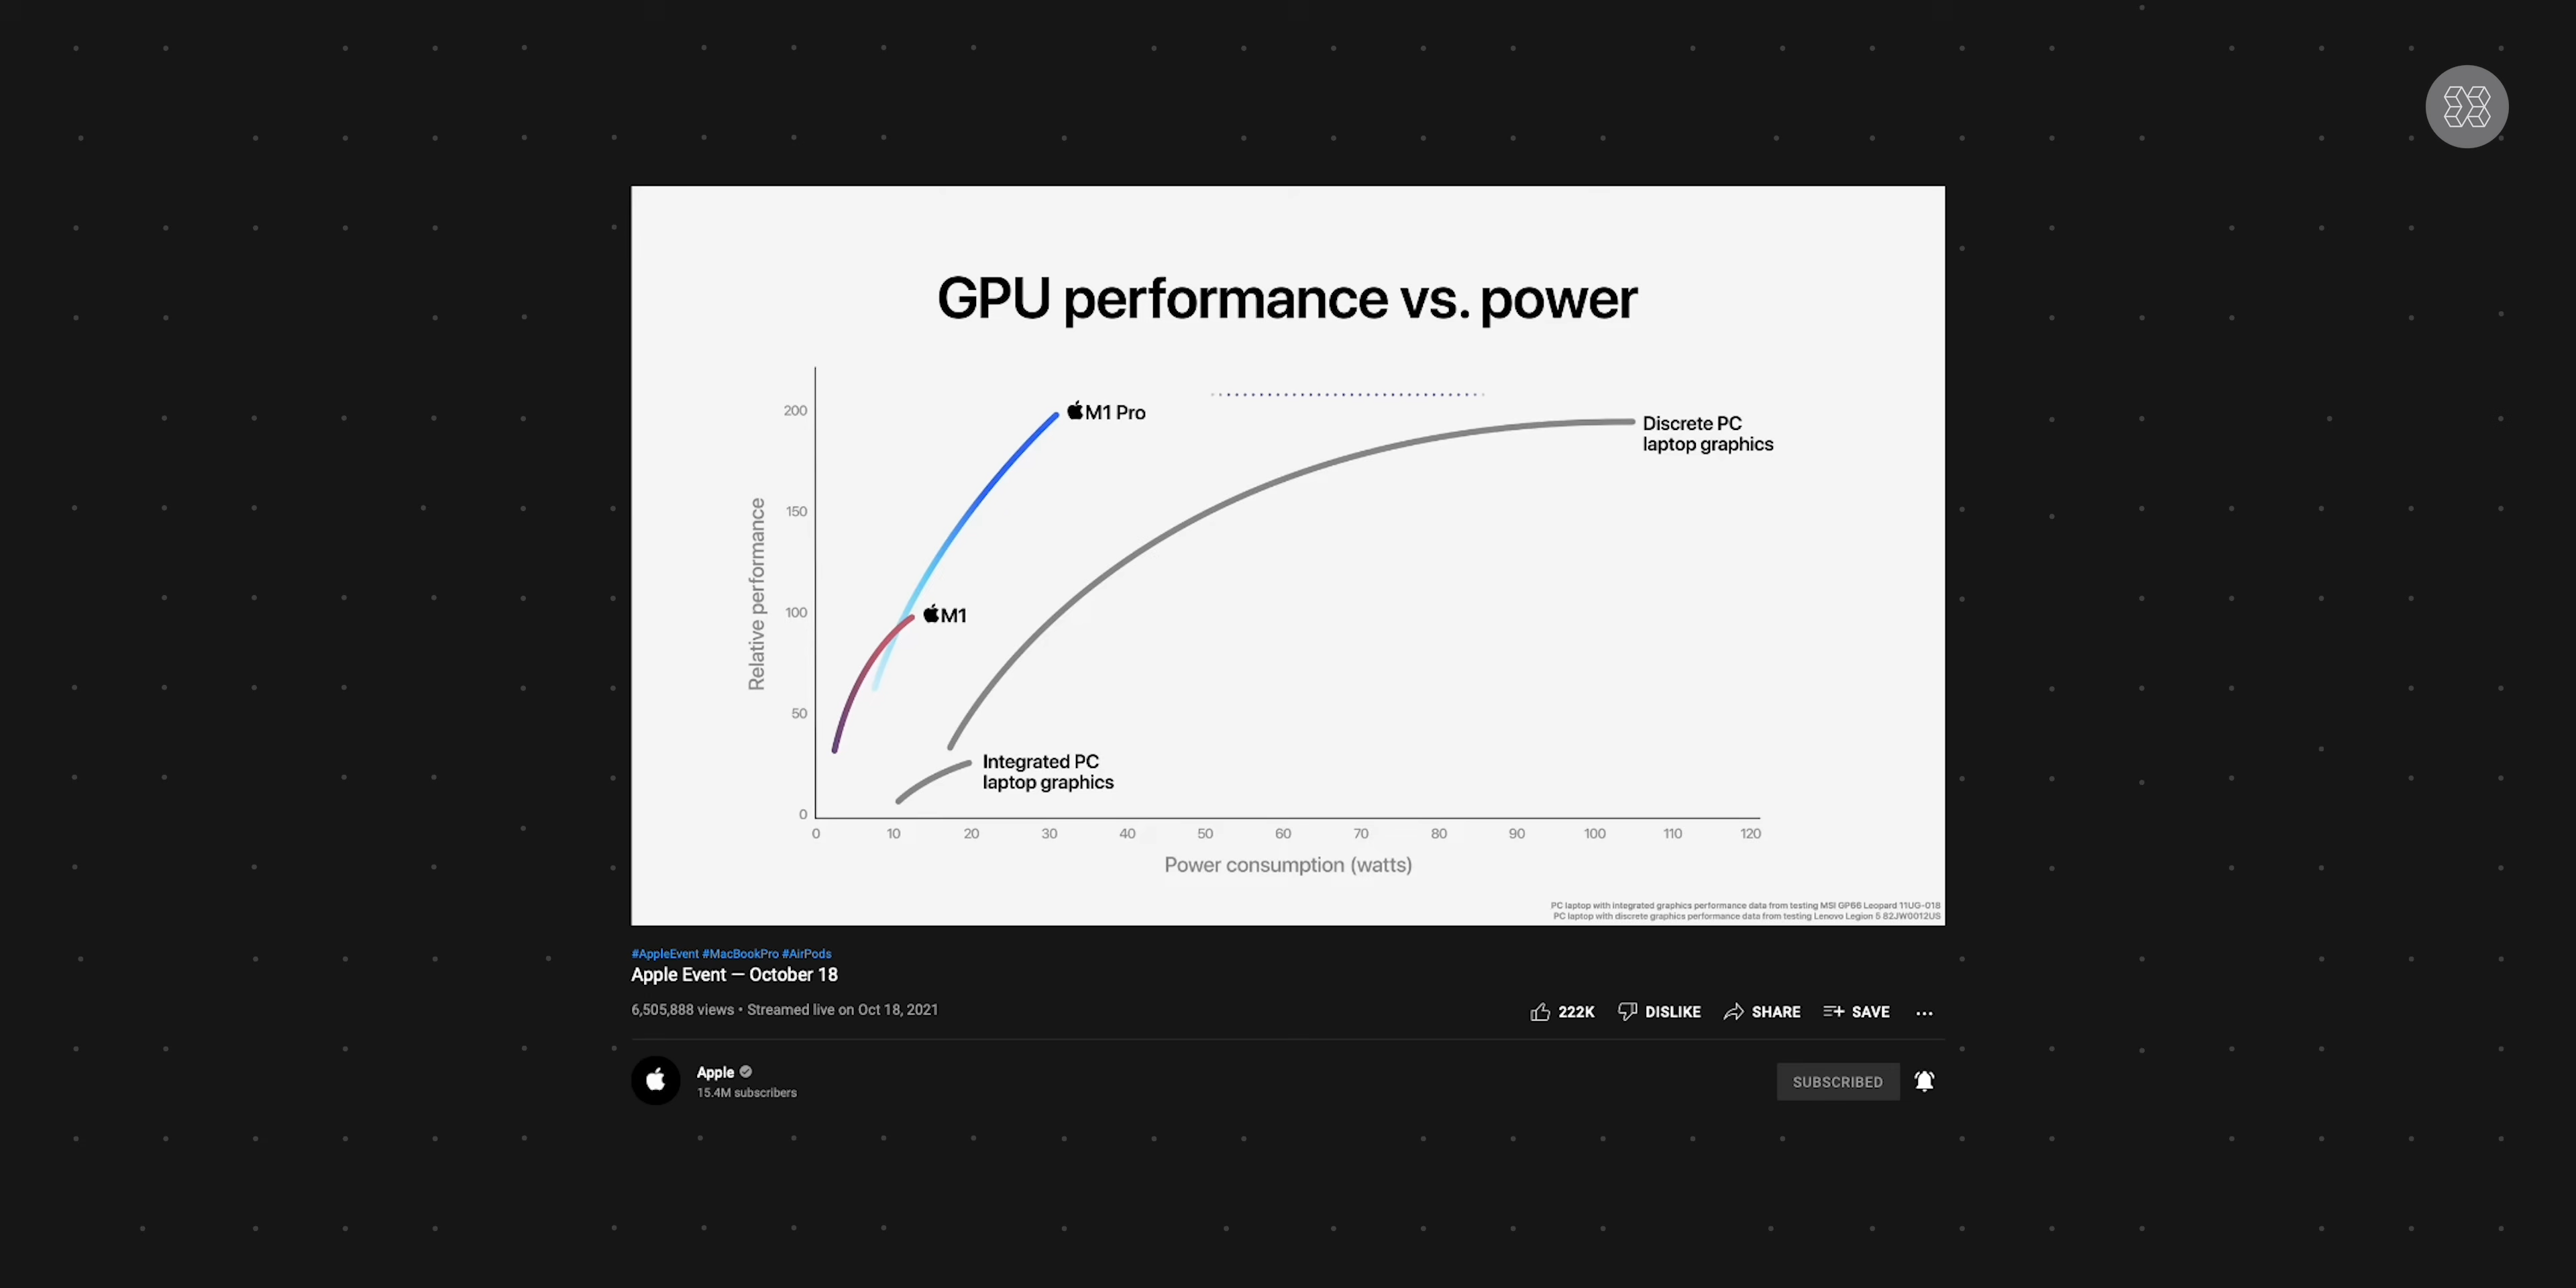 GPU performance vs. power
200
150
100
50
0
Relative performance
M1 Pro
Discrete PC
laptop graphics
M1
Integrated PC
laptop graphics
0 10 20 30 40 50 60 70 80 90 100 110 120
Power consumption (watts)
PC laptop with integrated graphics performance data from testing MSI GP66 Leopard 11UG-018
PC laptop with discrete graphics performance data from testing Lenovo Legion 5 82JW0012US
#AppleEvent #MacBookPro #AirPods
Apple Event — October 18
6,505,888 views • Streamed live on Oct 18, 2021
222K DISLIKE SHARE SAVE ...
Apple
15.4M subscribers
SUBSCRIBED